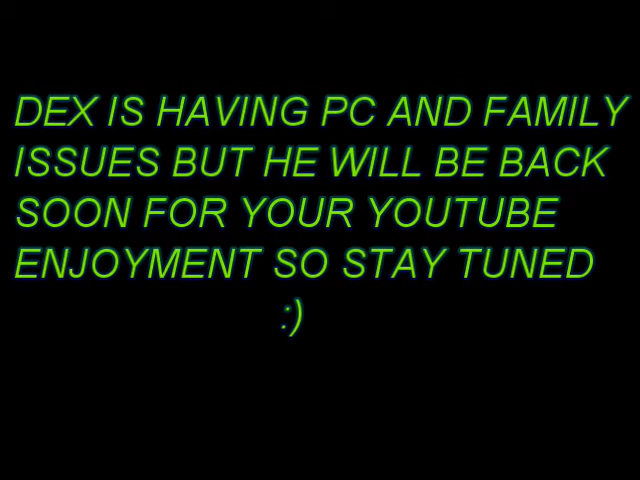 DEX IS HAVING PC AND FAMILY
ISSUES BUT HE WILL BE BACK
SOON FOR YOUR YOUTUBE
ENJOYMENT SO STAY TUNED
:)